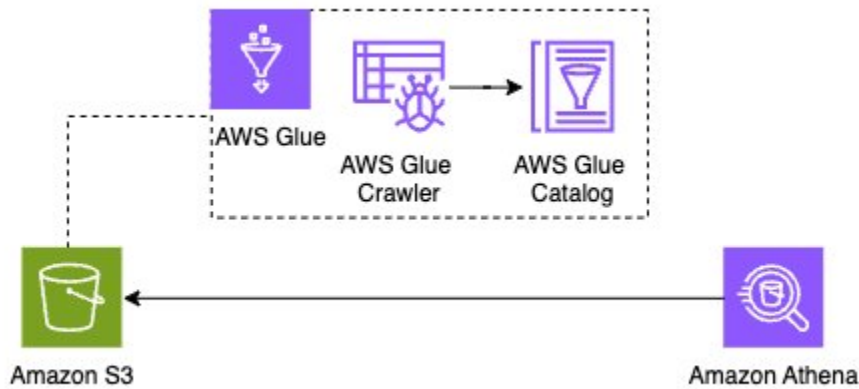 AWS Glue
AWS Glue
Crawler
AWS Glue
Catalog
Amazon S3
Amazon Athena